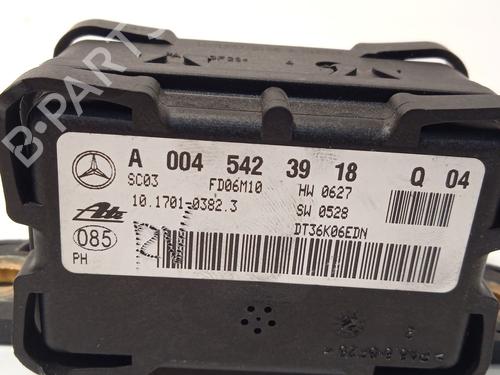 B-PARTS
A 004 542 39 18 Q 04
SC03 FD06M10 HW 0627
10.1701-0382.3 SW 0528
Ate DT36K06EDN
085
PH